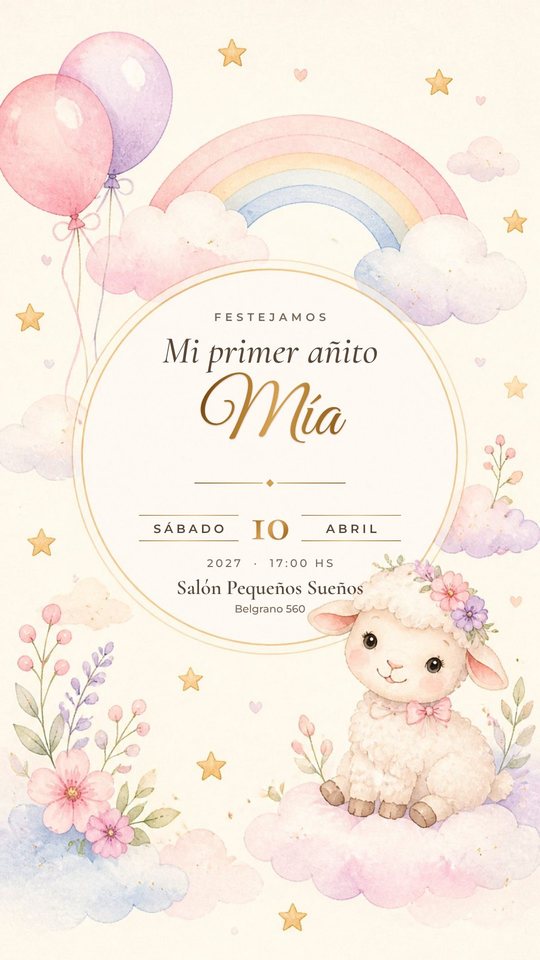 FESTEJAMOS
Mi primer añito
Mía
SÁBADO 10 ABRIL
2027 · 17:00 HS
Salón Pequeños Sueños
Belgrano 560